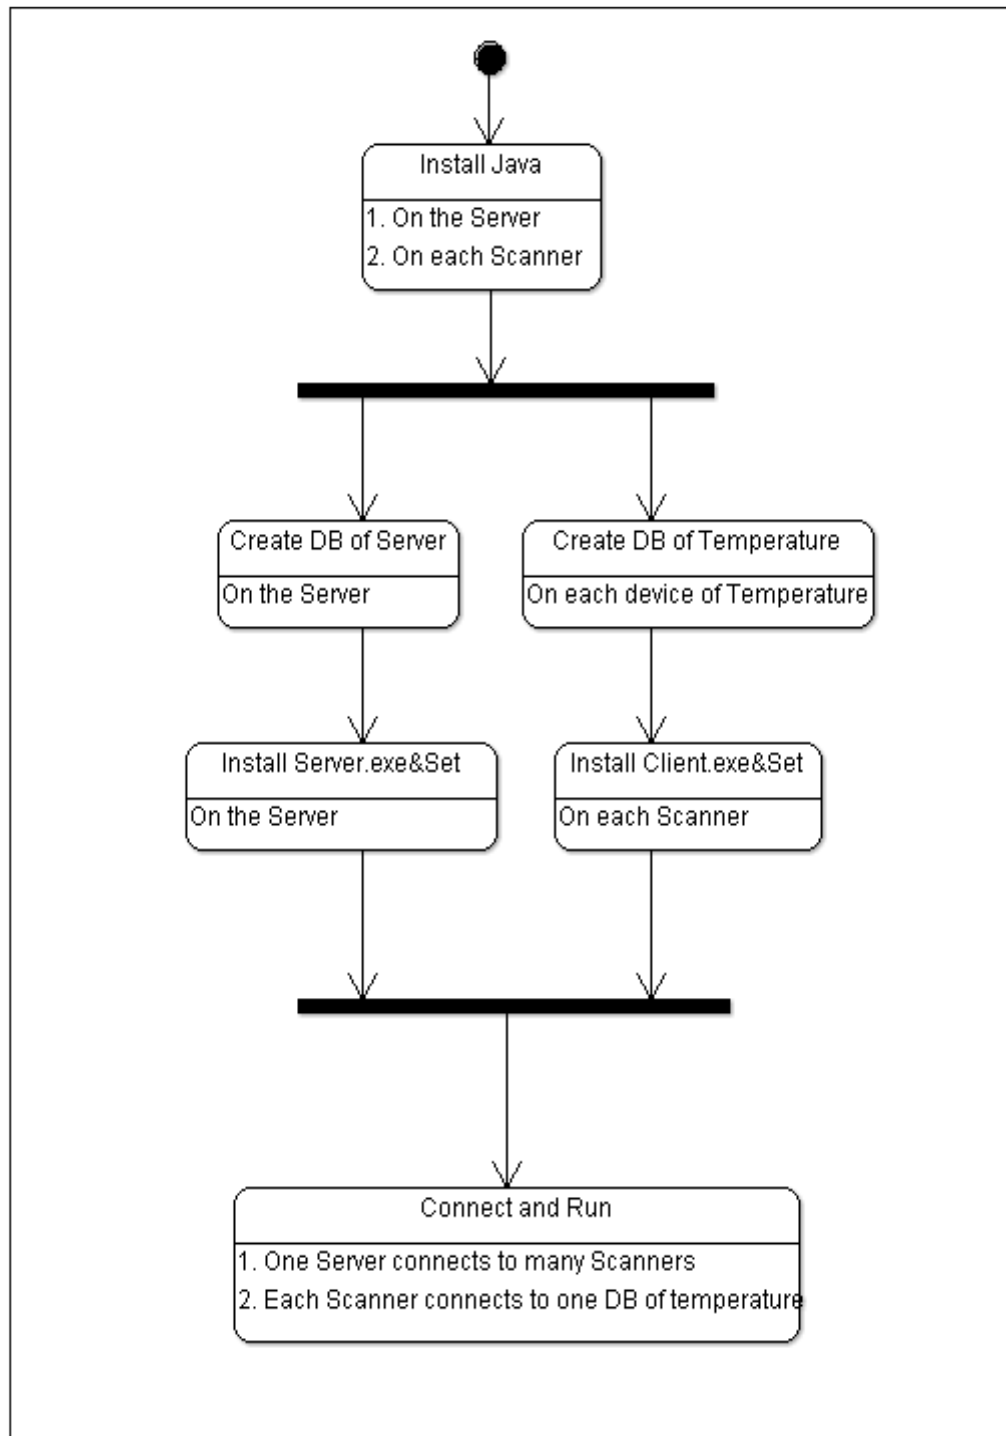 Install Java
1. On the Server
2. On each Scanner
Create DB of Server
On the Server
Create DB of Temperature
On each device of Temperature
Install Server.exe&Set
On the Server
Install Client.exe&Set
On each Scanner
Connect and Run
1. One Server connects to many Scanners
2. Each Scanner connects to one DB of temperature